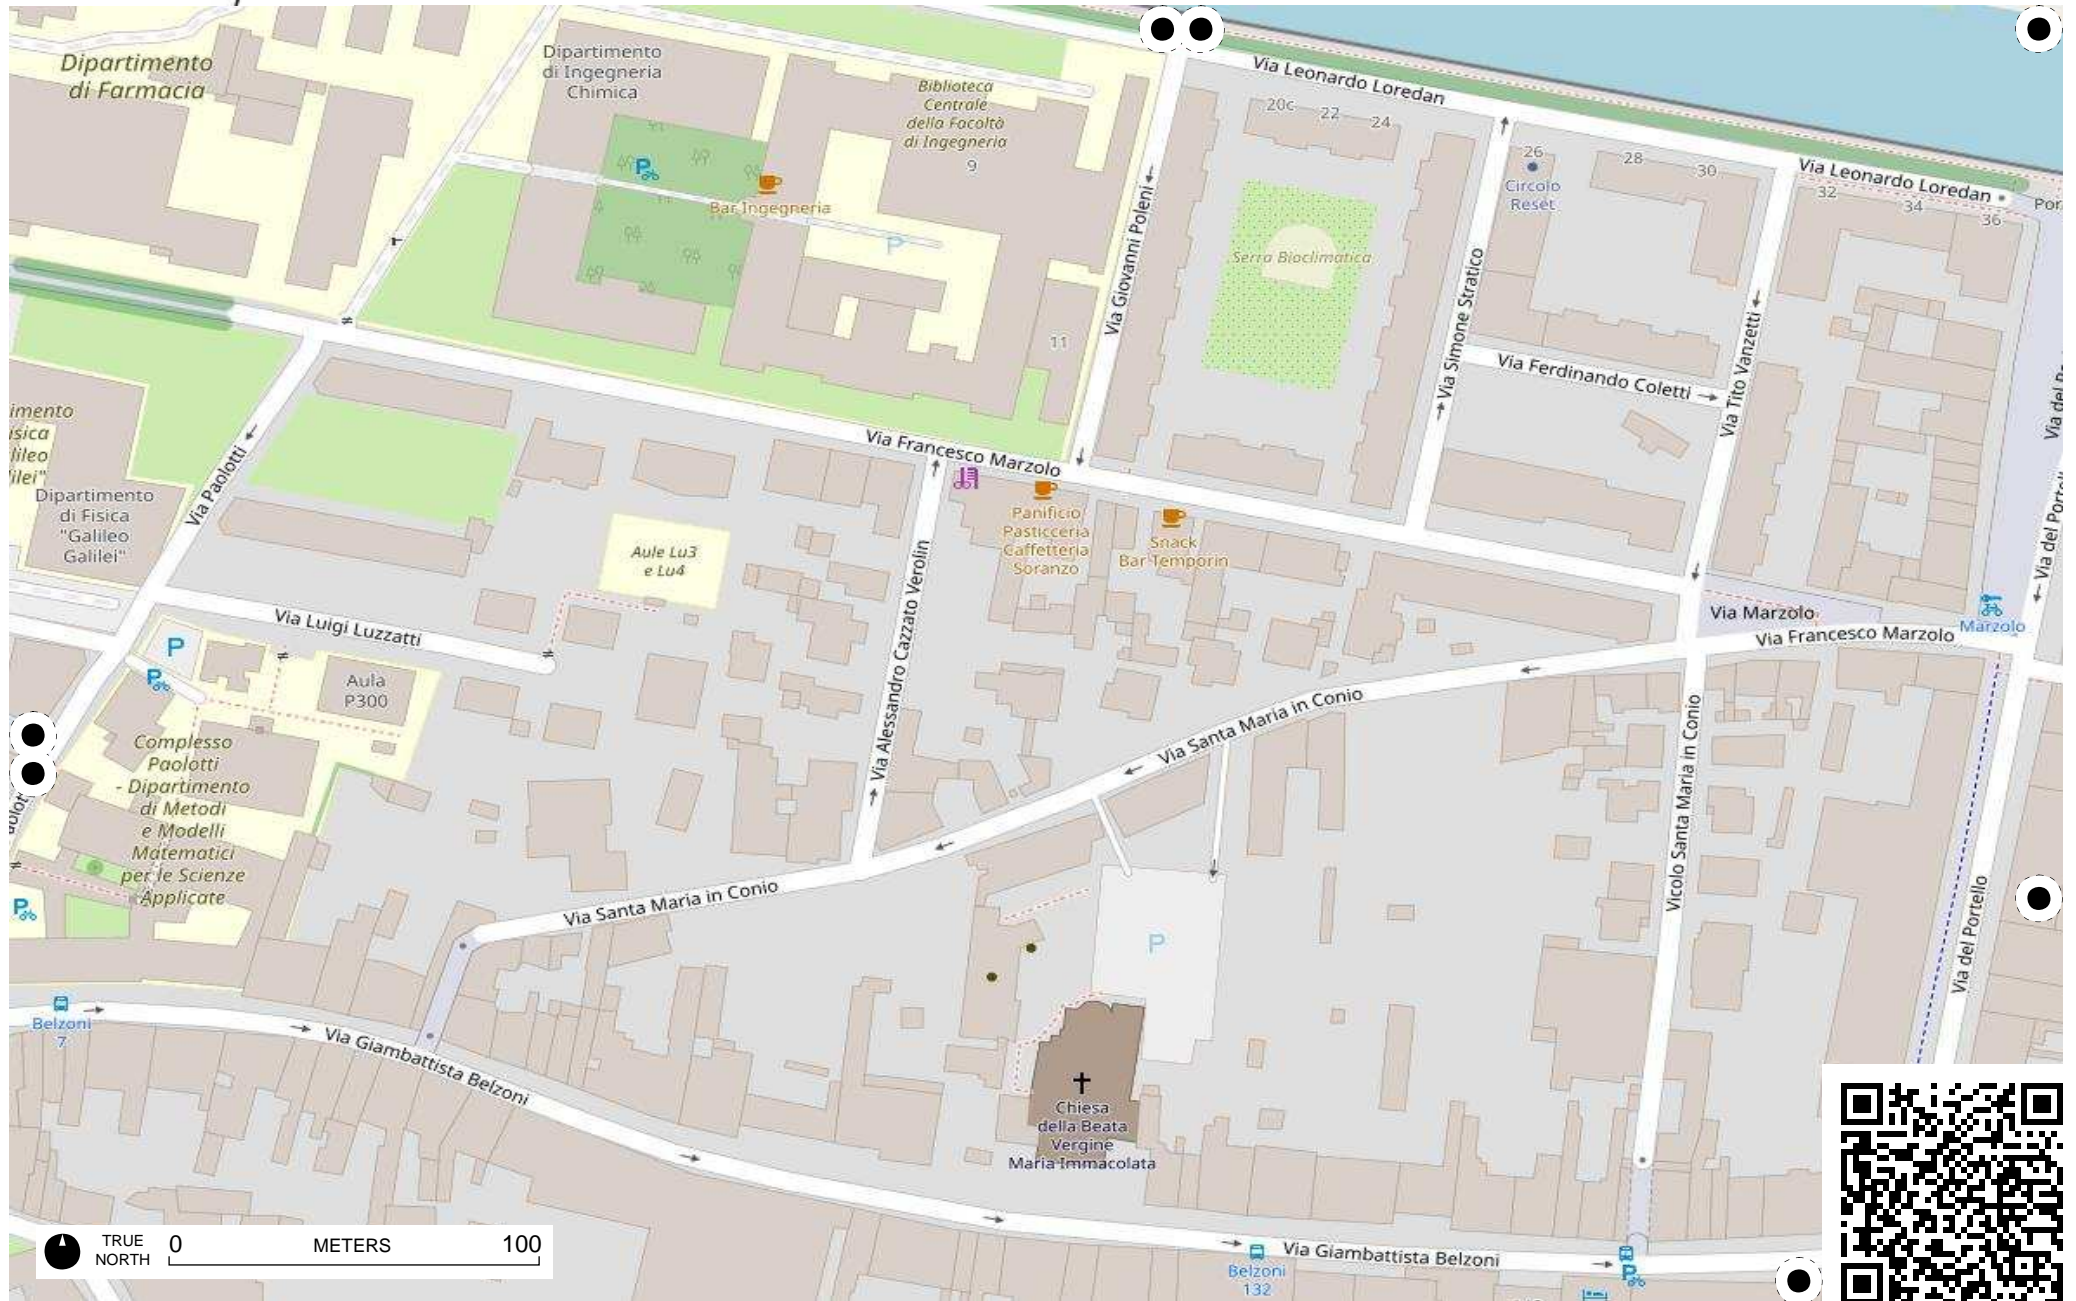 Dipartimento
di Farmacia
Dipartimento
di Ingegneria
Chimica
Biblioteca
Centrale
della Facoltà
di Ingegneria
9
Via Leonardo Loredan
20c
22
24
26
Circolo
Reset
28
30
Via Leonardo Loredan
32
34
36
Por
P
Bar Ingegneria
P
Via Giovanni Poleni
Serra Bioclimatica
Via Simone Stratico
Via Ferdinando Coletti
Via Tito Vanzetti
11
Via Francesco Marzolo
imento
lileo
ilei"
Dipartimento
di Fisica
"Galileo
Galilei"
Via Paolotti
Aule Lu3
e Lu4
Panificio
Pasticceria
Caffetteria
Soranzo
Snack
Bar Temporin
Via Luigi Luzzatti
Via Alessandro Cazzato Verolin
Via Marzolo
Via Francesco Marzolo
Marzolo
Via del Portello
P
P
Aula
P300
Complesso
Paolotti
- Dipartimento
di Metodi
e Modelli
Matematici
per le Scienze
Applicate
P
Via Santa Maria in Conio
Via Santa Maria in Conio
Vicolo Santa Maria in Conio
Via del Portello
P
Belzoni
7
Via Giambattista Belzoni
Chiesa
della Beata
Vergine
Maria Immacolata
Via Giambattista Belzoni
Belzoni
132
P
TRUE
NORTH
0 METERS 100